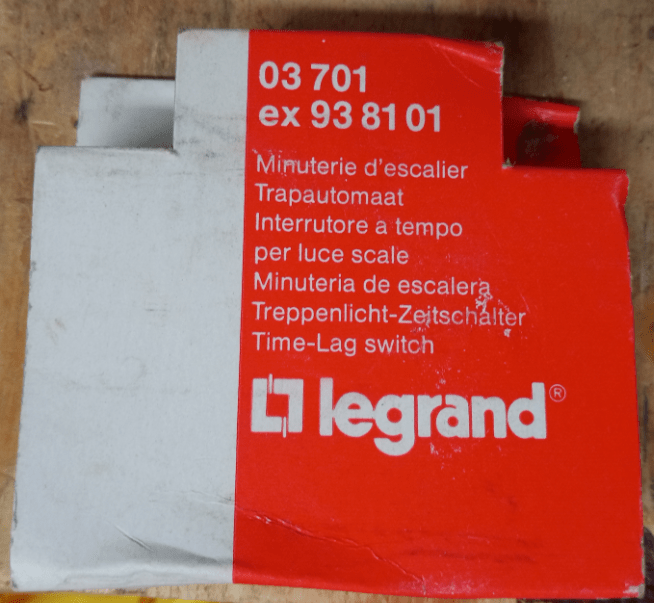 03 701
ex 93 81 01
Minuterie d'escalier
Trapautomaat
Interrutore a tempo
per luce scale
Minuteria de escalera
Treppenlicht-Zeitschalter
Time-Lag switch
legrand®